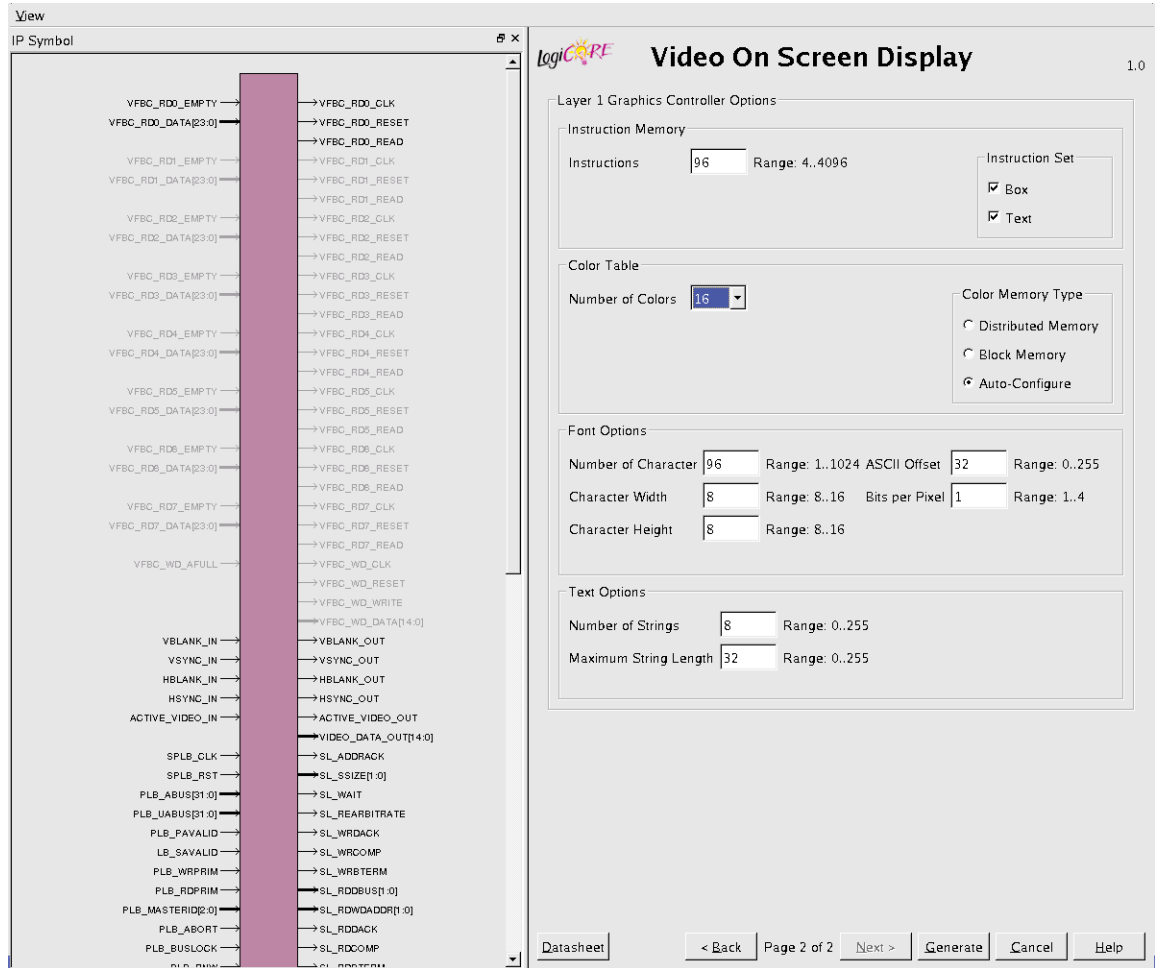 View
IP Symbol
VFBC_RD0_EMPTY VFBC_RD0_CLK
VFBC_RD0_DATA[23:0] VFBC_RD0_RESET
VFBC_RD0_READ
VFBC_RD1_EMPTY VFBC_RD1_CLK
VFBC_RD1_DATA[23:0] VFBC_RD1_RESET
VFBC_RD1_READ
VFBC_RD2_EMPTY VFBC_RD2_CLK
VFBC_RD2_DATA[23:0] VFBC_RD2_RESET
VFBC_RD2_READ
VFBC_RD3_EMPTY VFBC_RD3_CLK
VFBC_RD3_DATA[23:0] VFBC_RD3_RESET
VFBC_RD3_READ
VFBC_RD4_EMPTY VFBC_RD4_CLK
VFBC_RD4_DATA[23:0] VFBC_RD4_RESET
VFBC_RD4_READ
VFBC_RD5_EMPTY VFBC_RD5_CLK
VFBC_RD5_DATA[23:0] VFBC_RD5_RESET
VFBC_RD5_READ
VFBC_RD6_EMPTY VFBC_RD6_CLK
VFBC_RD6_DATA[23:0] VFBC_RD6_RESET
VFBC_RD6_READ
VFBC_RD7_EMPTY VFBC_RD7_CLK
VFBC_RD7_DATA[23:0] VFBC_RD7_RESET
VFBC_RD7_READ
VFBC_WD_AFULL VFBC_WD_CLK
VFBC_WD_RESET
VFBC_WD_WRITE
VFBC_WD_DATA[14:0]
VBLANK_IN VBLANK_OUT
VSYNC_IN VSYNC_OUT
HBLANK_IN HBLANK_OUT
HSYNC_IN HSYNC_OUT
ACTIVE_VIDEO_IN ACTIVE_VIDEO_OUT
VIDEO_DATA_OUT[14:0]
SPLB_CLK SL_ADDRACK
SPLB_RST SL_SSIZE[1:0]
PLB_ABUS[31:0] SL_WAIT
PLB_UABUS[31:0] SL_REARBITRATE
PLB_PAVALID SL_WRDACK
LB_SAVALID SL_WRCOMP
PLB_WRPRIM SL_WRBTERM
PLB_RDPRIM SL_RDDBUS[1:0]
PLB_MASTERID[2:0] SL_RDWDADDR[1:0]
PLB_ABORT SL_RDDACK
PLB_BUSLOCK SL_RDCOMP
PLB_RNW SL_RDBTERM
LogiCORE Video On Screen Display 1.0
Layer 1 Graphics Controller Options
Instruction Memory
Instructions 96 Range: 4..4096
Instruction Set
Box
Text
Color Table
Number of Colors 16
Color Memory Type
Distributed Memory
Block Memory
Auto-Configure
Font Options
Number of Character 96 Range: 1..1024 ASCII Offset 32 Range: 0..255
Character Width 8 Range: 8..16 Bits per Pixel 1 Range: 1..4
Character Height 8 Range: 8..16
Text Options
Number of Strings 8 Range: 0..255
Maximum String Length 32 Range: 0..255
Datasheet < Back Page 2 of 2 Next > Generate Cancel Help